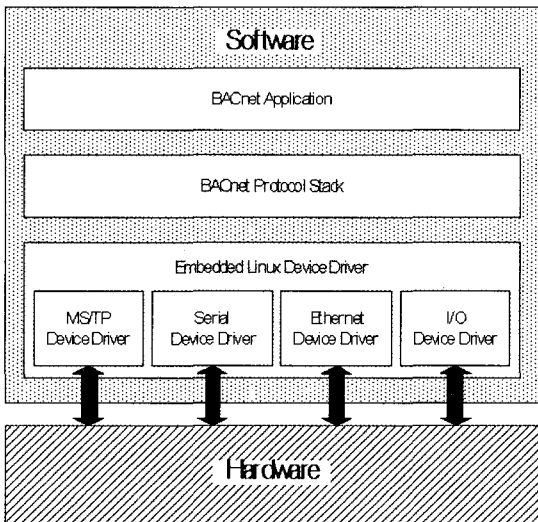 Software
BACnet Application
BACnet Protocol Stack
Embedded Linux Device Driver
MS/TP
Device Driver
Serial
Device Driver
Ethernet
Device Driver
I/O
Device Driver
Hardware